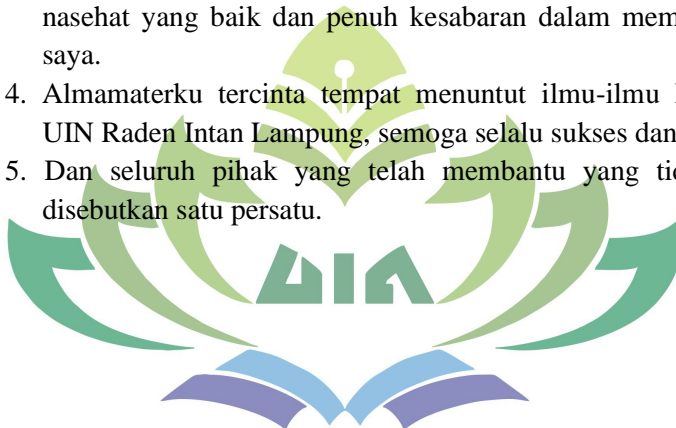 nasehat yang baik dan penuh kesabaran dalam mem
saya.
4. Almamaterku tercinta tempat menuntut ilmu-ilmu
UIN Raden Intan Lampung, semoga selalu sukses dan
5. Dan seluruh pihak yang telah membantu yang
disebutkan satu persatu.
UIN